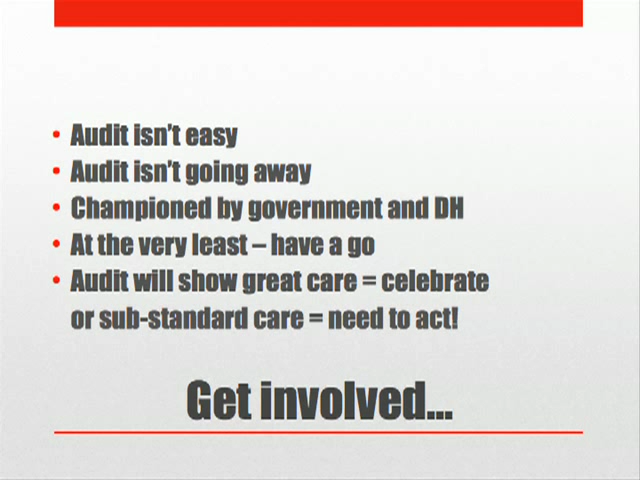 • Audit isn't easy
• Audit isn't going away
• Championed by government and DH
• At the very least – have a go
• Audit will show great care = celebrate
or sub-standard care = need to act!
Get involved...